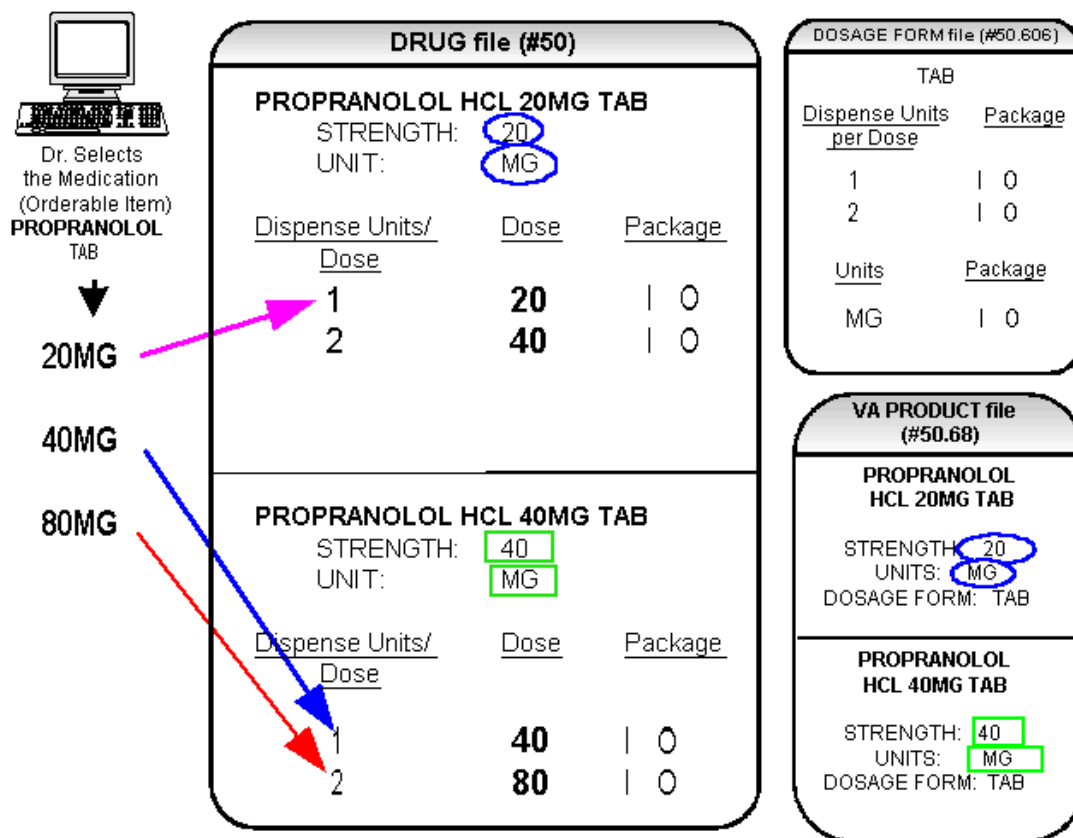 Dr. Selects
the Medication
(Orderable Item)
PROPRANOLOL
TAB
20MG
40MG
80MG
DRUG file (#50)
PROPRANOLOL HCL 20MG TAB
STRENGTH: 20
UNIT: MG
Dispense Units/ Dose Package
Dose
1 20 I O
2 40 I O
PROPRANOLOL HCL 40MG TAB
STRENGTH: 40
UNIT: MG
Dispense Units/ Dose Package
Dose
1 40 I O
2 80 I O
DOSAGE FORM file (#50.606)
TAB
Dispense Units Package
per Dose
1 I O
2 I O
Units Package
MG I O
VA PRODUCT file
(#50.68)
PROPRANOLOL
HCL 20MG TAB
STRENGTH 20
UNITS: MG
DOSAGE FORM: TAB
PROPRANOLOL
HCL 40MG TAB
STRENGTH: 40
UNITS: MG
DOSAGE FORM: TAB